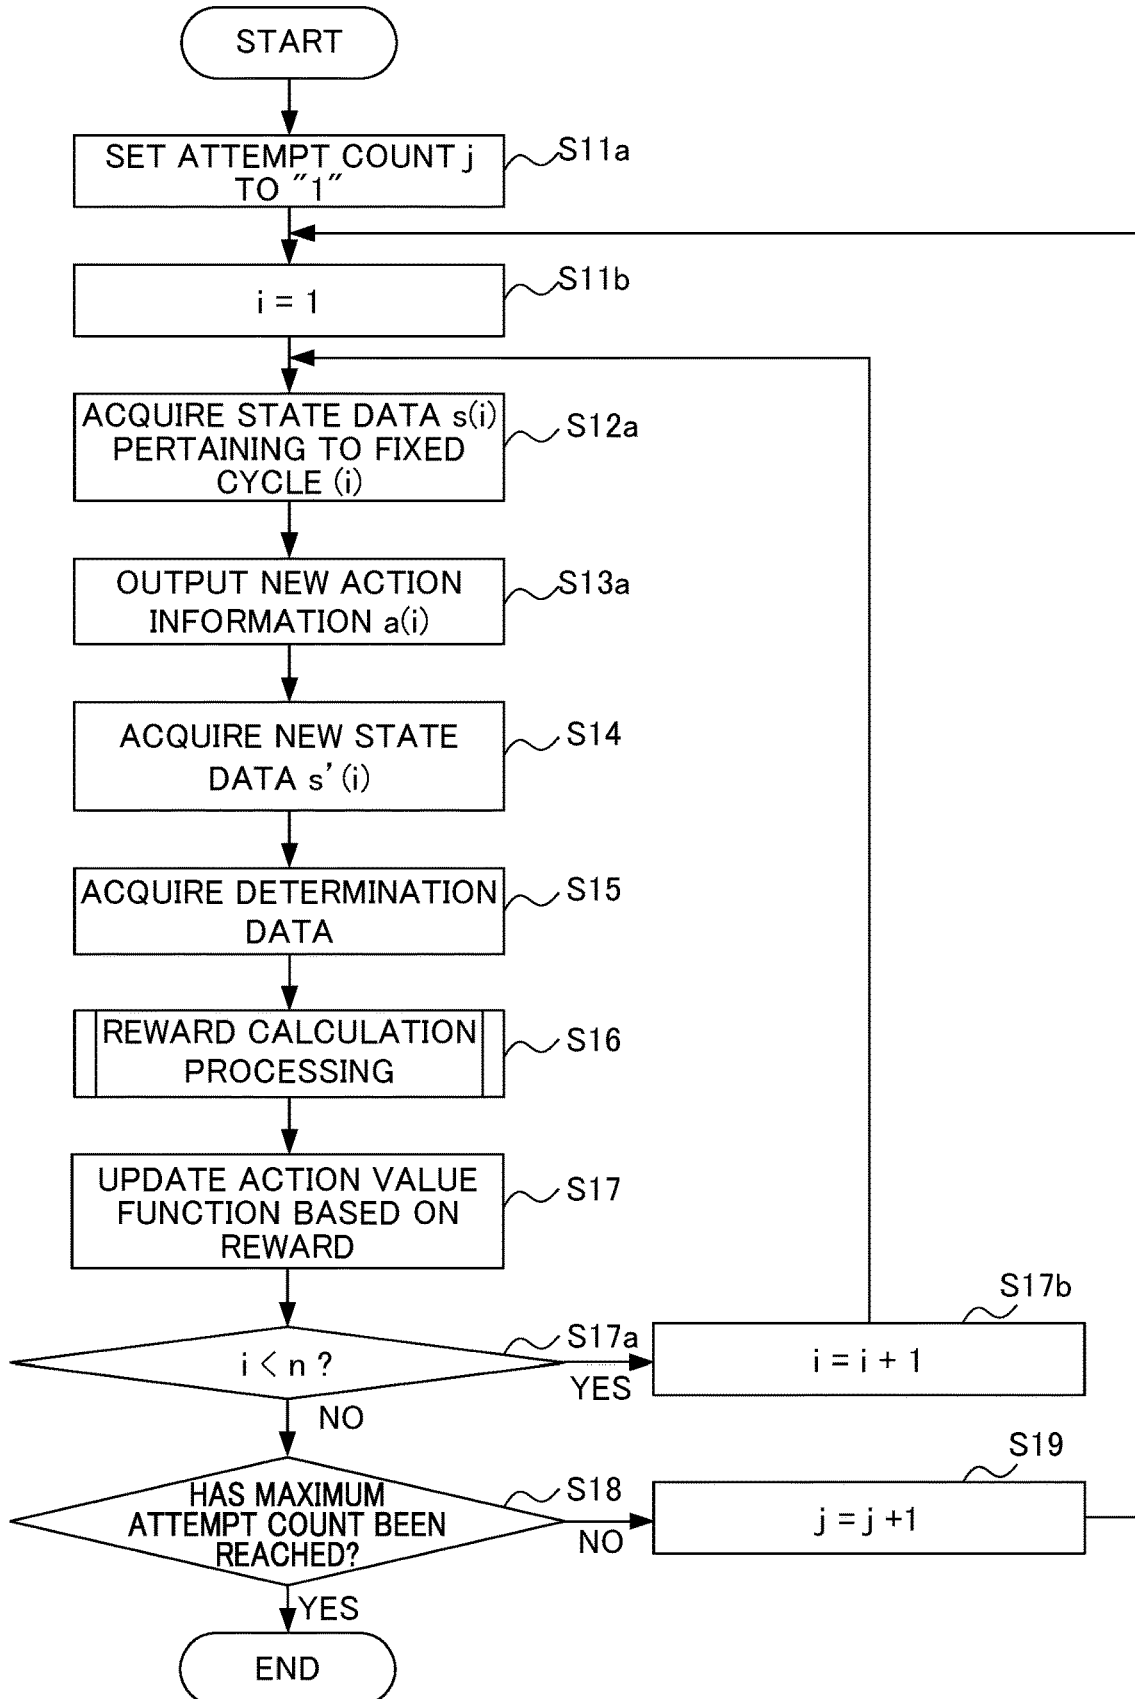 START
SET ATTEMPT COUNT j
TO "1"
S11a
i = 1
S11b
ACQUIRE STATE DATA s(i)
PERTAINING TO FIXED
CYCLE (i)
S12a
OUTPUT NEW ACTION
INFORMATION a(i)
S13a
ACQUIRE NEW STATE
DATA s' (i)
S14
ACQUIRE DETERMINATION
DATA
S15
REWARD CALCULATION
PROCESSING
S16
UPDATE ACTION VALUE
FUNCTION BASED ON
REWARD
S17
i < n ?
S17a
YES
i = i + 1
S17b
NO
HAS MAXIMUM
ATTEMPT COUNT BEEN
REACHED?
S18
NO
j = j +1
S19
YES
END